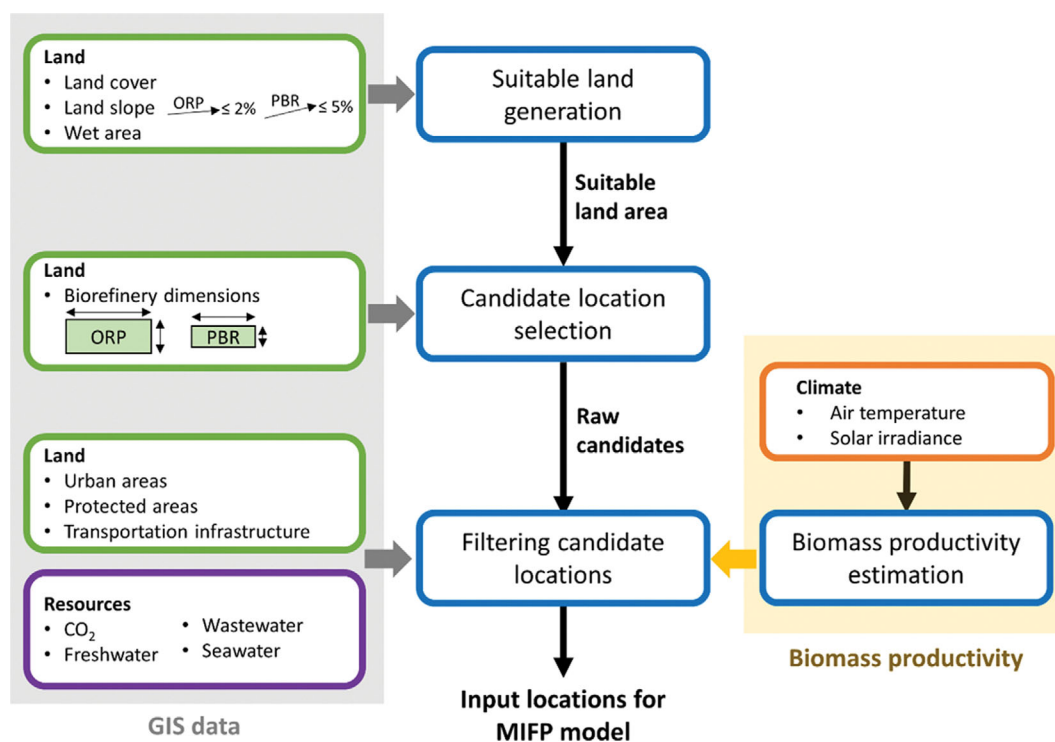 Land
• Land cover
• Land slope ORP ≤ 2% PBR ≤ 5%
• Wet area
Suitable land
generation
Suitable
land area
Land
• Biorefinery dimensions
ORP PBR
Candidate location
selection
Raw
candidates
Climate
• Air temperature
• Solar irradiance
Land
• Urban areas
• Protected areas
• Transportation infrastructure
Filtering candidate
locations
Biomass productivity
estimation
Resources
• CO₂ • Wastewater
• Freshwater • Seawater
Biomass productivity
GIS data
Input locations for
MIFP model